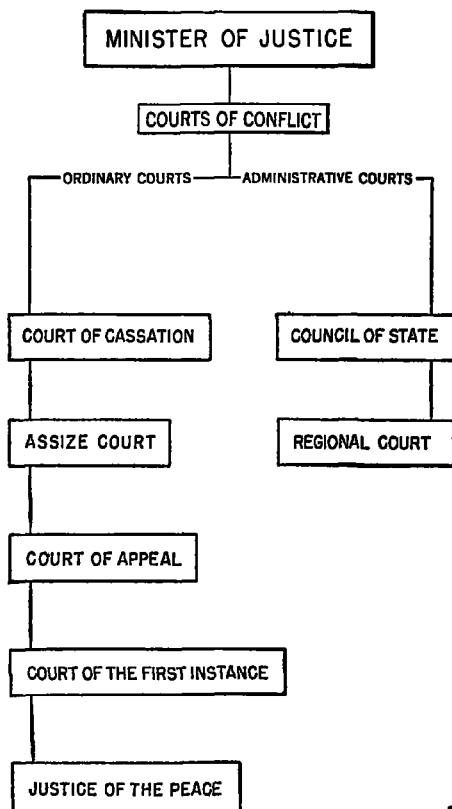 MINISTER OF JUSTICE
COURTS OF CONFLICT
ORDINARY COURTS
ADMINISTRATIVE COURTS
COURT OF CASSATION
COUNCIL OF STATE
ASSIZE COURT
REGIONAL COURT
COURT OF APPEAL
COURT OF THE FIRST INSTANCE
JUSTICE OF THE PEACE